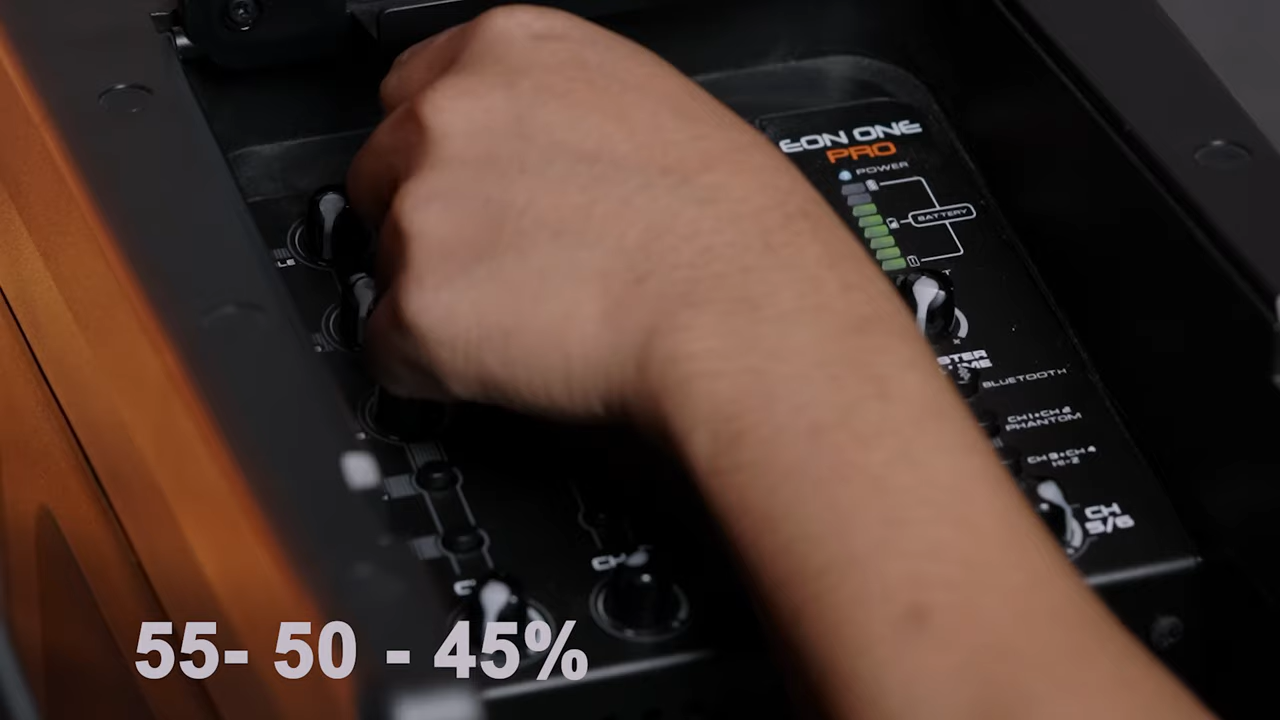 EON ONE
PRO
POWER
BATTERY
BLUETOOTH
CH1+CH2
PHANTOM
CH3+CH4
HI-Z
CH
5/6
55- 50 - 45%